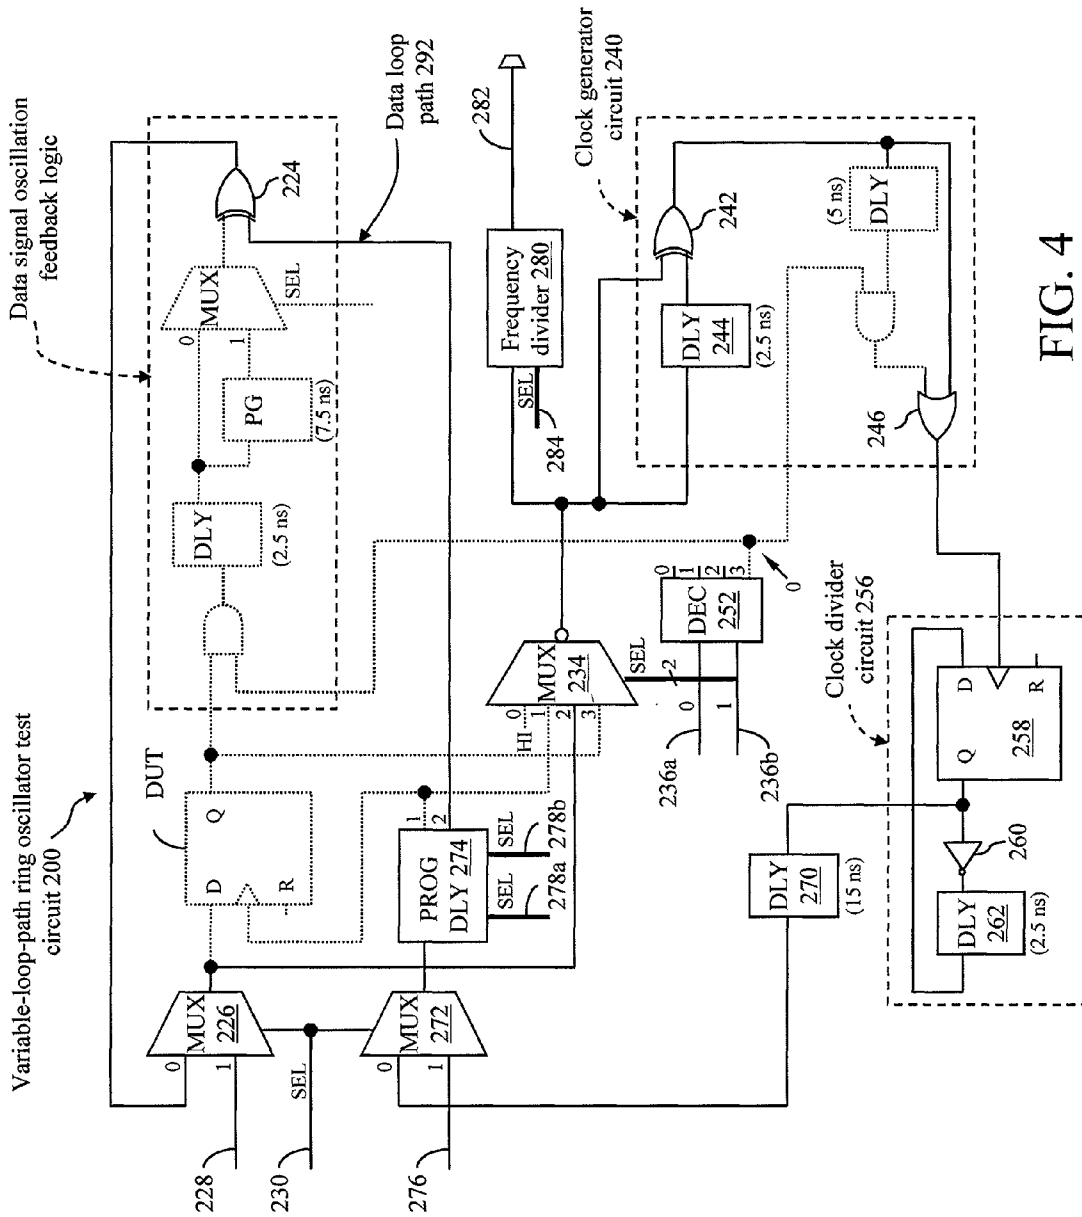 Variable-loop-path ring oscillator test
circuit 200
Data signal oscillation
feedback logic
DUT
D
Q
R
DLY
(2.5 ns)
PG
(7.5 ns)
0
1
MUX
SEL
224
Data loop
path 292
0
1
MUX
226
228
SEL
230
0
1
MUX
272
276
PROG
DLY 274
1
2
SEL
278a
SEL
278b
HI
0
1
2
3
MUX
234
SEL
2
0
1
236a
236b
DEC
252
0
1
2
3
0
Frequency
divider 280
SEL
284
282
Clock generator
circuit 240
242
DLY
244
(2.5 ns)
(5 ns)
DLY
246
DLY
270
(15 ns)
Clock divider
circuit 256
D
Q
R
258
260
DLY
262
(2.5 ns)
FIG. 4